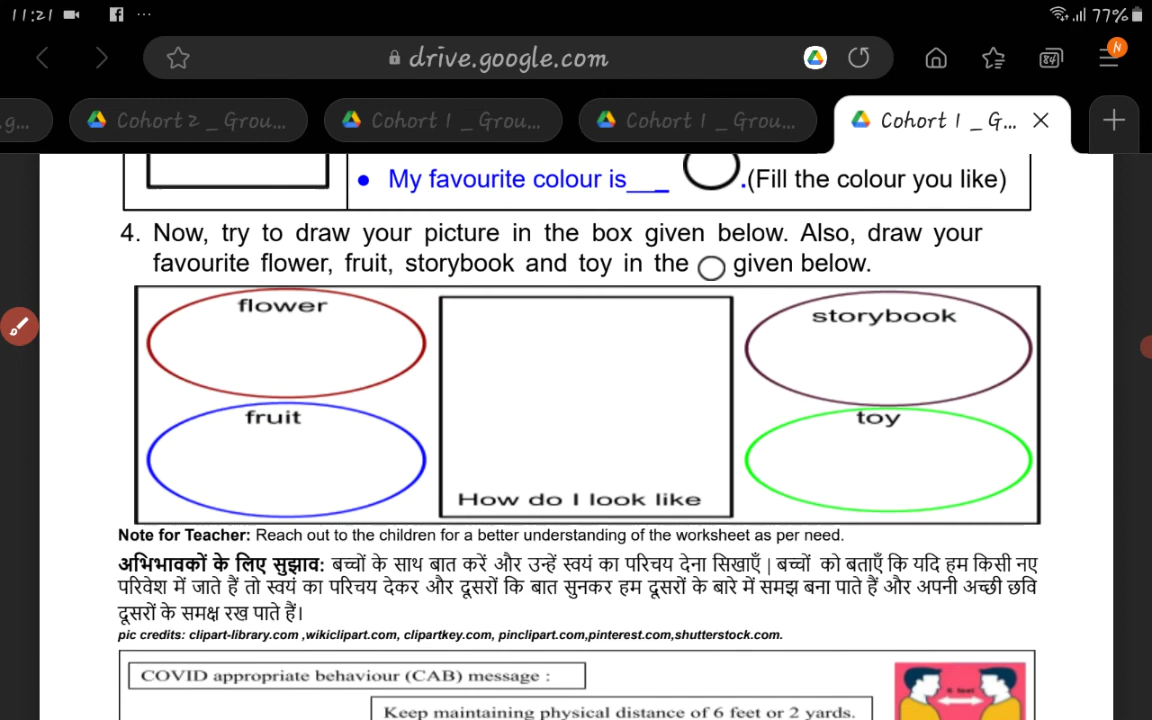 11:21
77%
drive.google.com
84
N
.g...
Cohort 2 _ Grou...
Cohort 1 _ Grou...
Cohort 1 _ Grou...
Cohort 1 _ G...
• My favourite colour is___ .(Fill the colour you like)
4. Now, try to draw your picture in the box given below. Also, draw your
favourite flower, fruit, storybook and toy in the given below.
flower
storybook
fruit
toy
How do I look like
Note for Teacher: Reach out to the children for a better understanding of the worksheet as per need.
अभिभावकों के लिए सुझाव: बच्चों के साथ बात करें और उन्हें स्वयं का परिचय देना सिखाएँ | बच्चों को बताएँ कि यदि हम किसी नए
परिवेश में जाते हैं तो स्वयं का परिचय देकर और दूसरों कि बात सुनकर हम दूसरों के बारे में समझ बना पाते हैं और अपनी अच्छी छवि
दूसरों के समक्ष रख पाते हैं।
pic credits: clipart-library.com ,wikiclipart.com, clipartkey.com, pinclipart.com,pinterest.com,shutterstock.com.
COVID appropriate behaviour (CAB) message :
Keep maintaining physical distance of 6 feet or 2 yards.